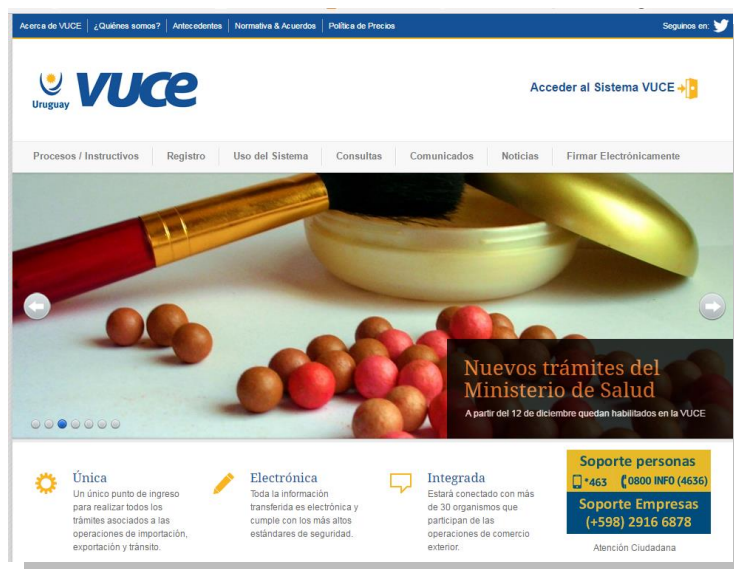 Acerca de VUCE ¿Quiénes somos? Antecedentes Normativa & Acuerdos Política de Precios Seguinos en:
vuce
Uruguay
Acceder al Sistema VUCE
Procesos / Instructivos Registro Uso del Sistema Consultas Comunicados Noticias Firmar Electrónicamente
Nuevos trámites del
Ministerio de Salud
A partir del 12 de diciembre quedan habilitados en la VUCE
Única
Un único punto de ingreso
para realizar todos los
trámites asociados a las
operaciones de importación,
exportación y tránsito.
Electrónica
Toda la información
transferida es electrónica y
cumple con los más altos
estándares de seguridad.
Integrada
Estará conectado con más
de 30 organismos que
participan de las
operaciones de comercio
exterior.
Soporte personas
*463 0800 INFO (4636)
Soporte Empresas
(+598) 2916 6878
Atención Ciudadana